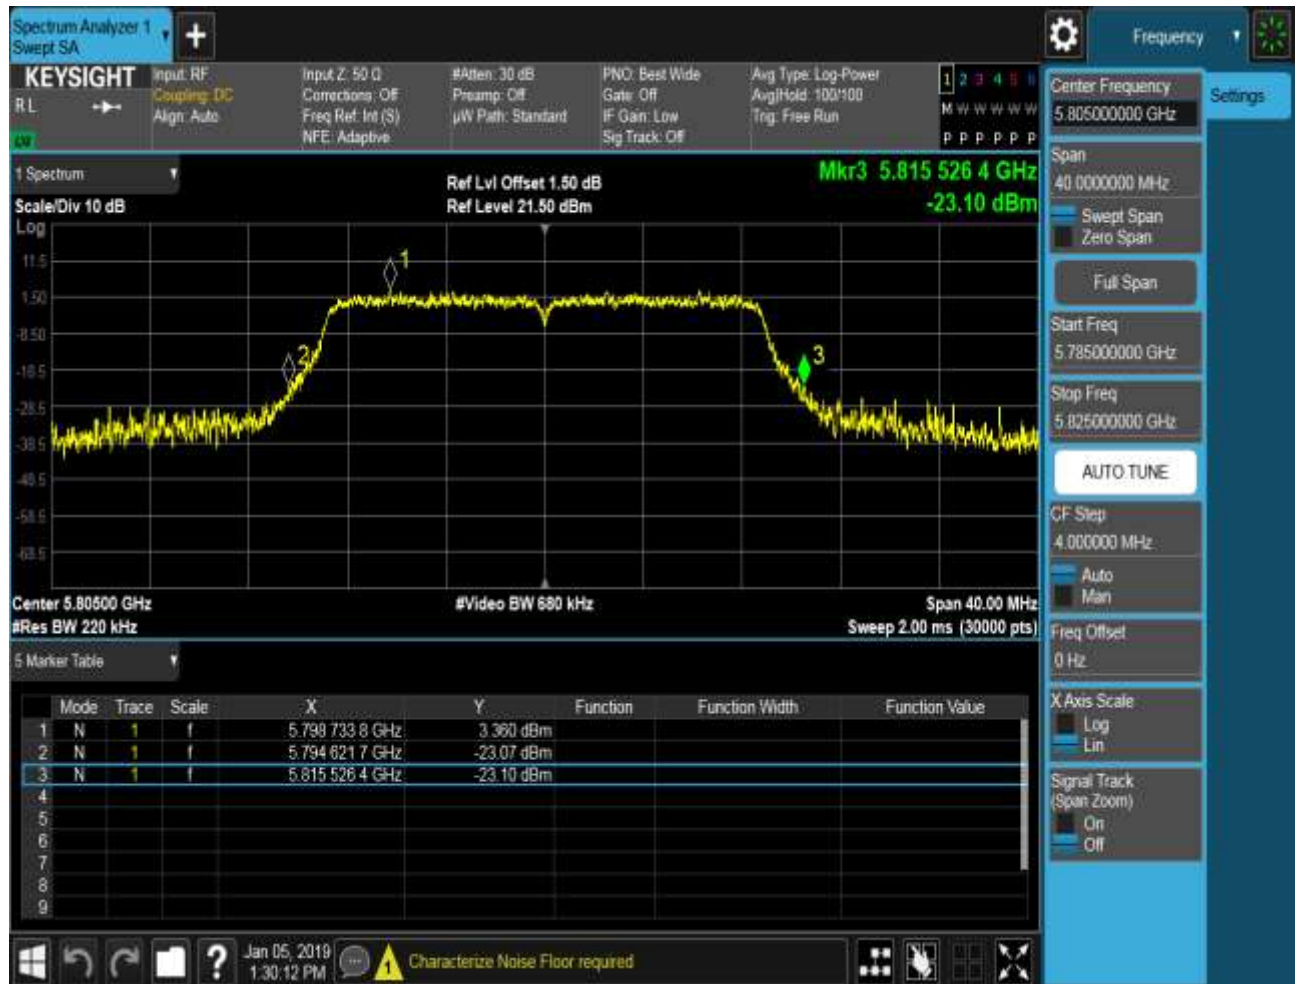 Spectrum Analyzer 1
Swept SA
Frequency
KEYSIGHT
RL
Input: RF
Coupling: DC
Align: Auto
Input Z: 50 Ω
Corrections: Off
Freq Ref: Int (S)
NFE: Adaptive
#Atten: 30 dB
Preamp: Off
µW Path: Standard
PNO: Best Wide
Gate: Off
IF Gain: Low
Sig Track: Off
Avg Type: Log-Power
Avg|Hold: 100/100
Trig: Free Run
1 2 3 4 5 6
M W W W W W
P P P P P P
1 Spectrum
Scale/Div 10 dB
Ref Lvl Offset 1.50 dB
Ref Level 21.50 dBm
Mkr3 5.815 526 4 GHz
-23.10 dBm
Log
11.5
1.50
-8.50
-18.5
-28.5
-38.5
-48.5
-58.5
-68.5
1
2
3
Center 5.80500 GHz
#Res BW 220 kHz
#Video BW 680 kHz
Span 40.00 MHz
Sweep 2.00 ms (30000 pts)
5 Marker Table
Mode Trace Scale X Y Function Function Width Function Value
1 N 1 f 5.798 733 8 GHz 3.360 dBm
2 N 1 f 5.794 621 7 GHz -23.07 dBm
3 N 1 f 5.815 526 4 GHz -23.10 dBm
4
5
6
7
8
9
Center Frequency
5.805000000 GHz
Settings
Span
40.0000000 MHz
Swept Span
Zero Span
Full Span
Start Freq
5.785000000 GHz
Stop Freq
5.825000000 GHz
AUTO TUNE
CF Step
4.000000 MHz
Auto
Man
Freq Offset
0 Hz
X Axis Scale
Log
Lin
Signal Track
(Span Zoom)
On
Off
Jan 05, 2019
1:30:12 PM
Characterize Noise Floor required